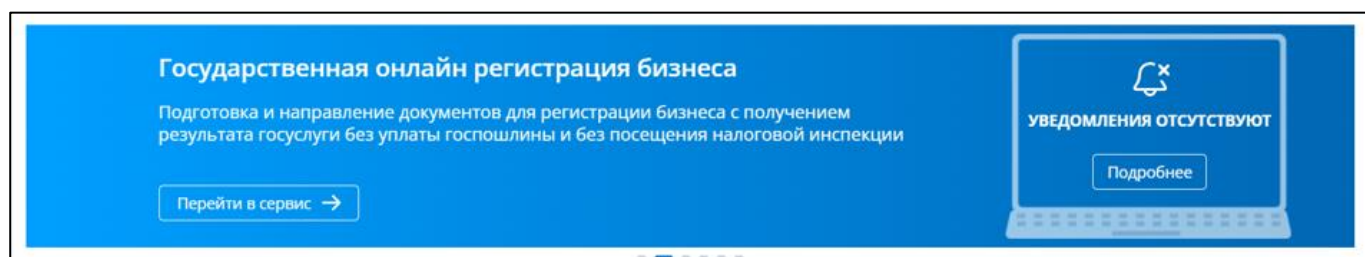 Государственная онлайн регистрация бизнеса
Подготовка и направление документов для регистрации бизнеса с получением
результата госуслуги без уплаты госпошлины и без посещения налоговой инспекции
Перейти в сервис →
УВЕДОМЛЕНИЯ ОТСУТСТВУЮТ
Подробнее